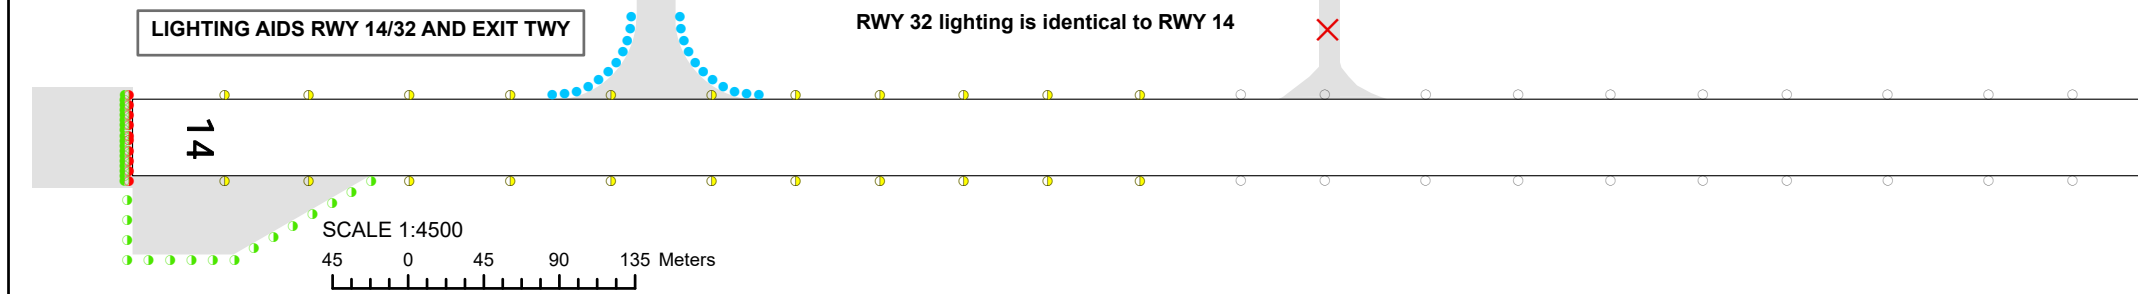 LIGHTING AIDS RWY 14/32 AND EXIT TWY
RWY 32 lighting is identical to RWY 14
14
SCALE 1:4500
45 0 45 90 135 Meters